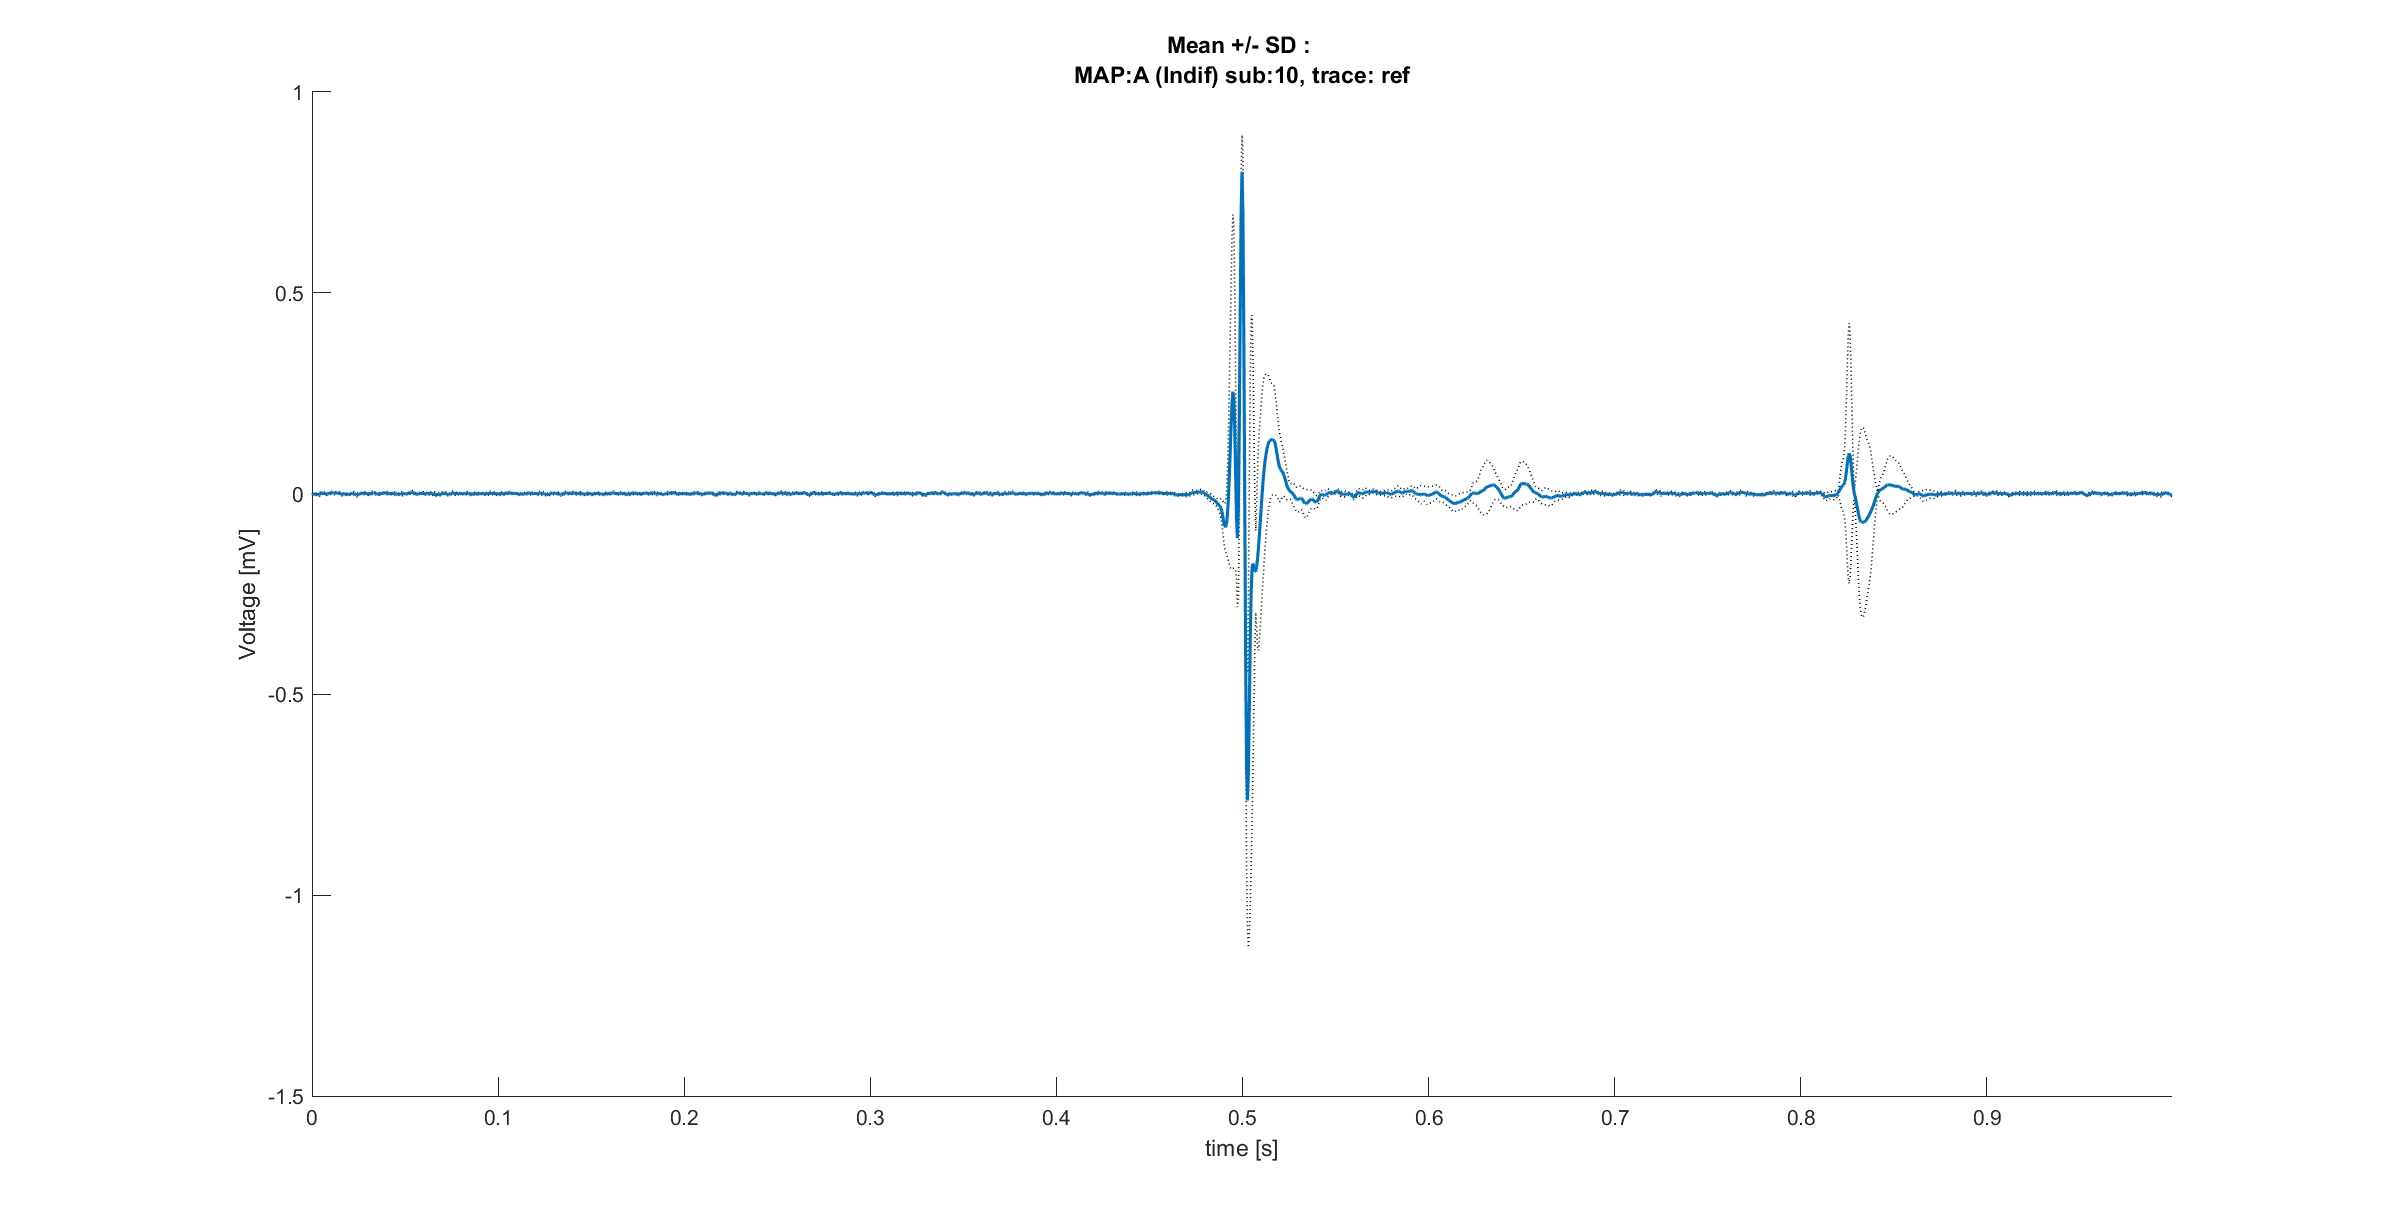 Mean +/- SD :
MAP:A (Indif) sub:10, trace: ref
1
0.5
0
-0.5
-1
-1.5
Voltage [mV]
0 0.1 0.2 0.3 0.4 0.5 0.6 0.7 0.8 0.9
time [s]